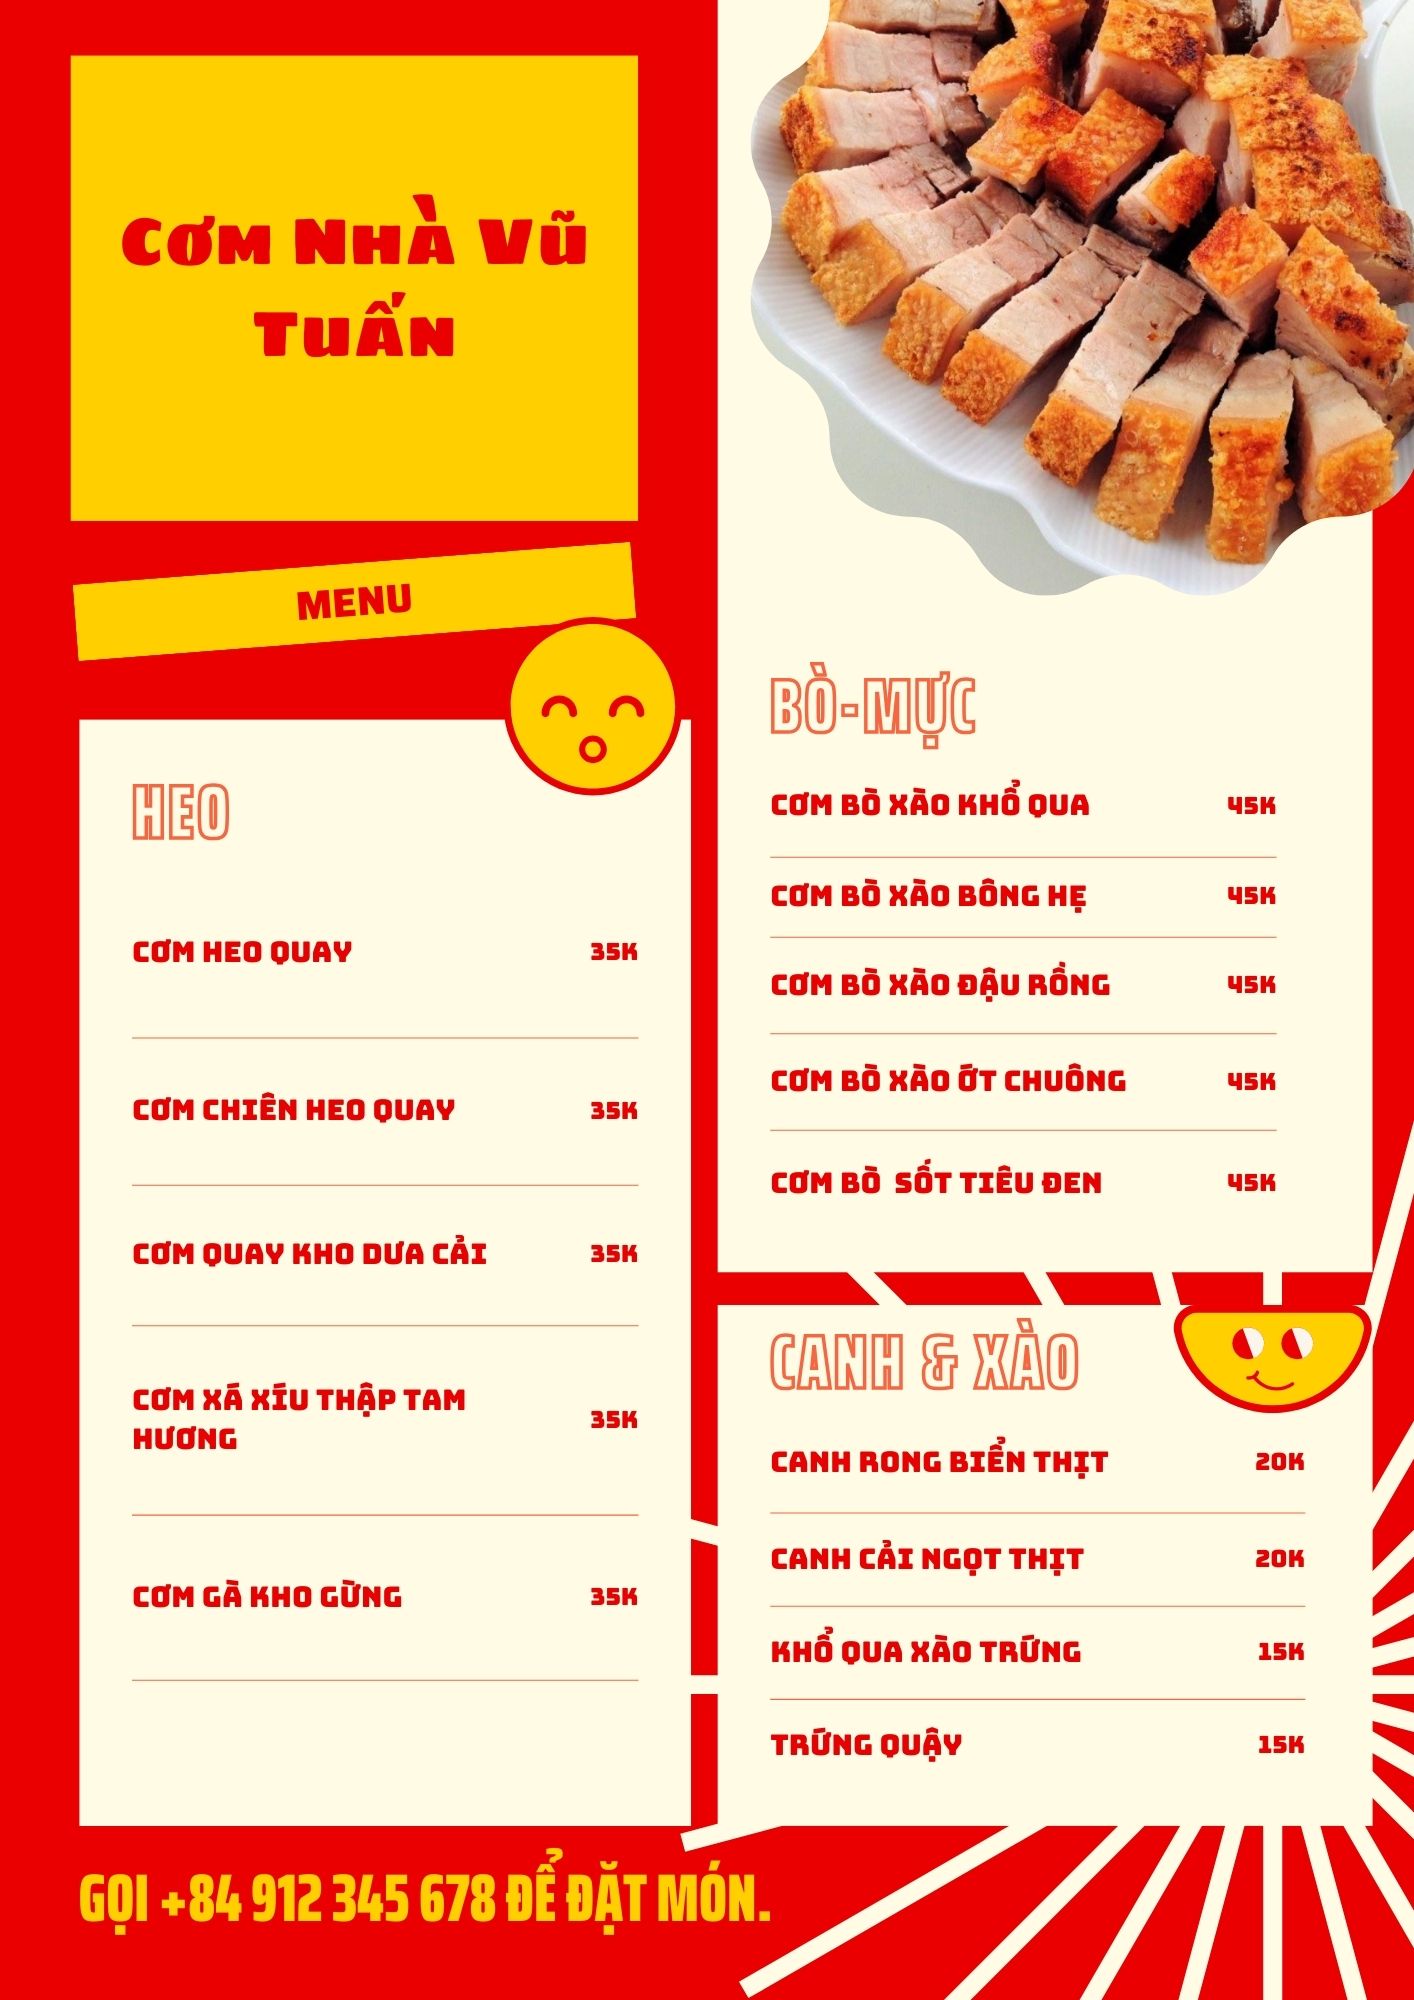 Cơm Nhà Vũ
Tuấn
MENU
HEO
CƠM HEO QUAY 35K
CƠM CHIÊN HEO QUAY 35K
CƠM QUAY KHO DƯA CẢI 35K
CƠM XÁ XÍU THẬP TAM
HƯƠNG 35K
CƠM GÀ KHO GỪNG 35K
BÒ-MỰC
CƠM BÒ XÀO KHỔ QUA 45K
CƠM BÒ XÀO BÔNG HẸ 45K
CƠM BÒ XÀO ĐẬU RỒNG 45K
CƠM BÒ XÀO ỚT CHUÔNG 45K
CƠM BÒ SỐT TIÊU ĐEN 45K
CANH & XÀO
CANH RONG BIỂN THỊT 20K
CANH CẢI NGỌT THỊT 20K
KHỔ QUA XÀO TRỨNG 15K
TRỨNG QUẬY 15K
GỌI +84 912 345 678 ĐỂ ĐẶT MÓN.